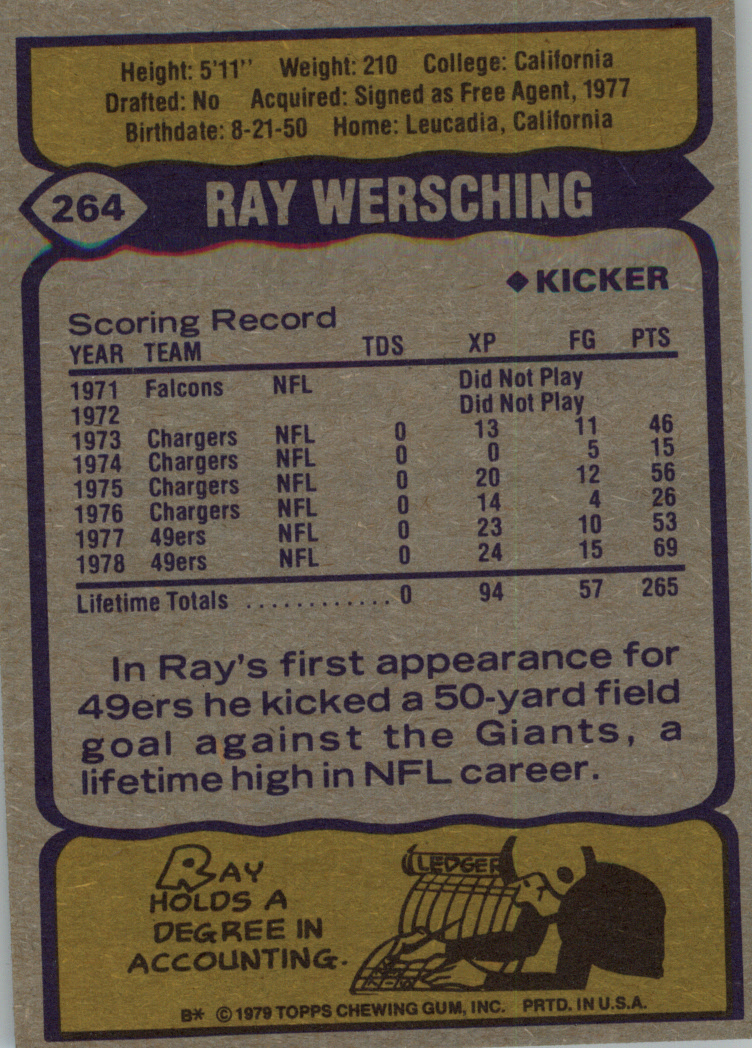 Height: 5'11'' Weight: 210 College: California
Drafted: No Acquired: Signed as Free Agent, 1977
Birthdate: 8-21-50 Home: Leucadia, California
264 RAY WERSCHING
◆ KICKER
Scoring Record
YEAR TEAM TDS XP FG PTS
1971 Falcons NFL Did Not Play
1972 Did Not Play
1973 Chargers NFL 0 13 11 46
1974 Chargers NFL 0 0 5 15
1975 Chargers NFL 0 20 12 56
1976 Chargers NFL 0 14 4 26
1977 49ers NFL 0 23 10 53
1978 49ers NFL 0 24 15 69
Lifetime Totals ............. 0 94 57 265
In Ray's first appearance for
49ers he kicked a 50-yard field
goal against the Giants, a
lifetime high in NFL career.
LEDGER
RAY
HOLDS A
DEGREE IN
ACCOUNTING.
B* © 1979 TOPPS CHEWING GUM, INC. PRTD. IN U.S.A.